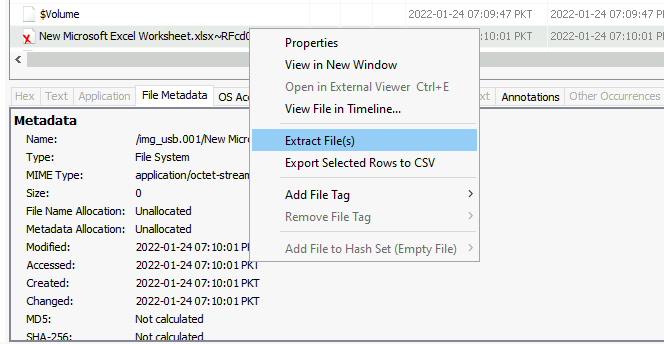 $Volume 2022-01-24 07:09:47 PKT 2022-01-24 07:09:47 PKT
New Microsoft Excel Worksheet.xlsx~RFcd0 07:10:01 PKT 2022-01-24 07:10:01 PKT
Properties
View in New Window
Open in External Viewer Ctrl+E
View File in Timeline...
Extract File(s)
Export Selected Rows to CSV
Add File Tag
Remove File Tag
Add File to Hash Set (Empty File)
Hex Text Application File Metadata OS Acc xt Annotations Other Occurrences
Metadata
Name: /img_usb.001/New Micr
Type: File System
MIME Type: application/octet-strea
Size: 0
File Name Allocation: Unallocated
Metadata Allocation: Unallocated
Modified: 2022-01-24 07:10:01 PKT
Accessed: 2022-01-24 07:10:01 PKT
Created: 2022-01-24 07:10:01 PKT
Changed: 2022-01-24 07:10:01 PKT
MD5: Not calculated
SHA-256: Not calculated